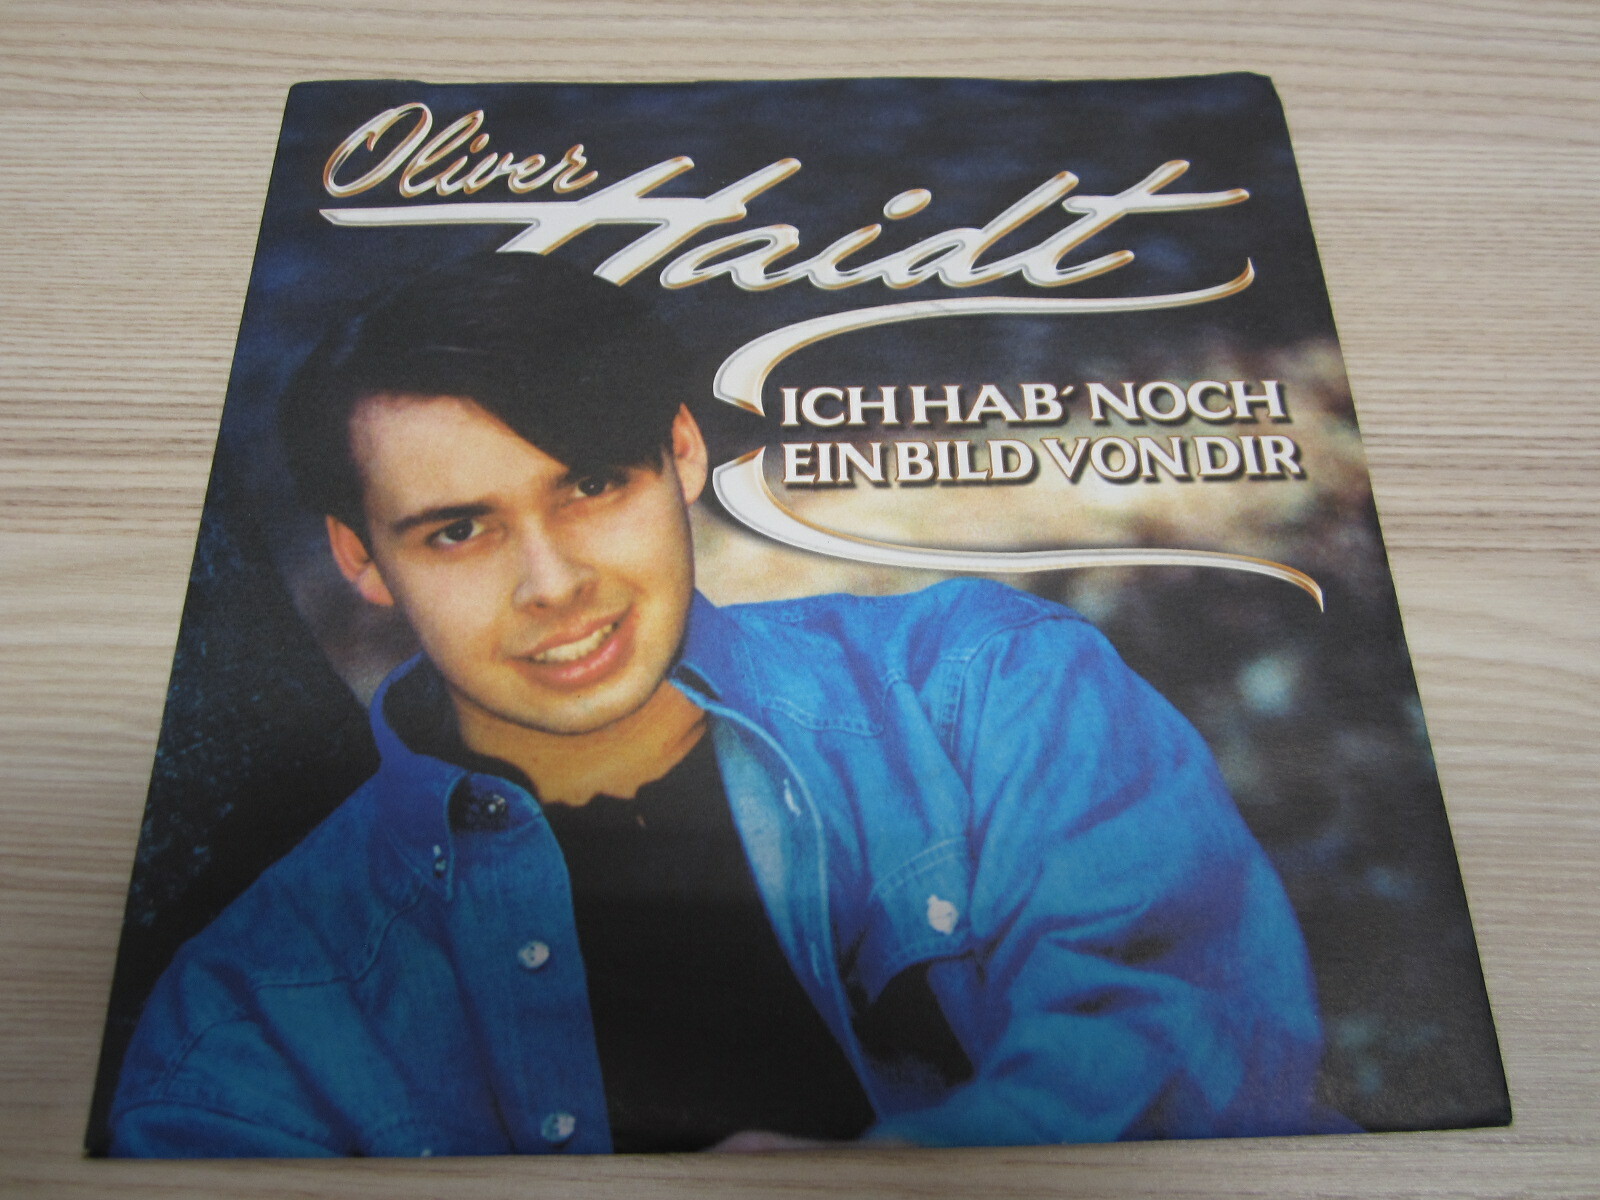 Oliver
Haidt
ICH HAB´ NOCH
EIN BILD VON DIR